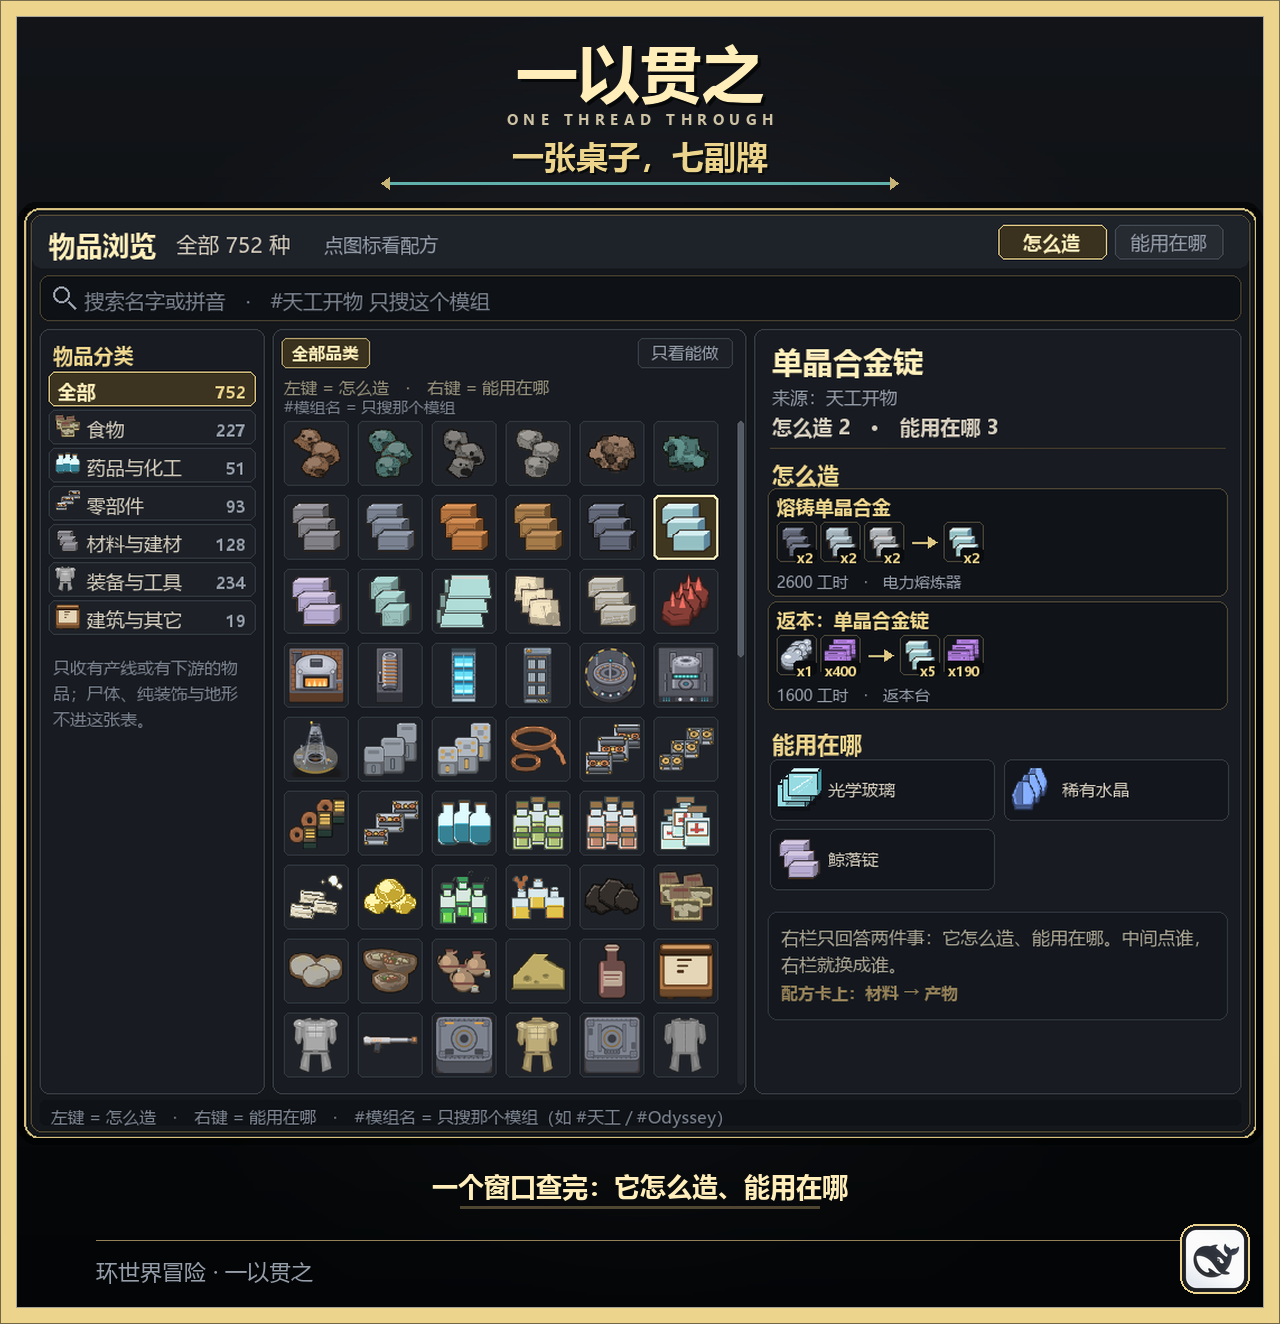 一以贯之
ONE THREAD THROUGH
一张桌子，七副牌
物品浏览 全部 752 种 点图标看配方
怎么造 能用在哪
搜索名字或拼音 · #天工开物 只搜这个模组
物品分类
全部 752
食物 227
药品与化工 51
零部件 93
材料与建材 128
装备与工具 234
建筑与其它 19
只收有产线或有下游的物
品；尸体、纯装饰与地形
不进这张表。
全部品类 只看能做
左键 = 怎么造 · 右键 = 能用在哪
#模组名 = 只搜那个模组
单晶合金锭
来源：天工开物
怎么造 2 • 能用在哪 3
怎么造
熔铸单晶合金
x2 x2 x2 → x2
2600 工时 · 电力熔炼器
返本：单晶合金锭
x1 x400 → x5 x190
1600 工时 · 返本台
能用在哪
光学玻璃 稀有水晶
鲸落锭
右栏只回答两件事：它怎么造、能用在哪。中间点谁，
右栏就换成谁。
配方卡上：材料 → 产物
左键 = 怎么造 · 右键 = 能用在哪 · #模组名 = 只搜那个模组（如 #天工 / #Odyssey）
一个窗口查完：它怎么造、能用在哪
环世界冒险 · 一以贯之